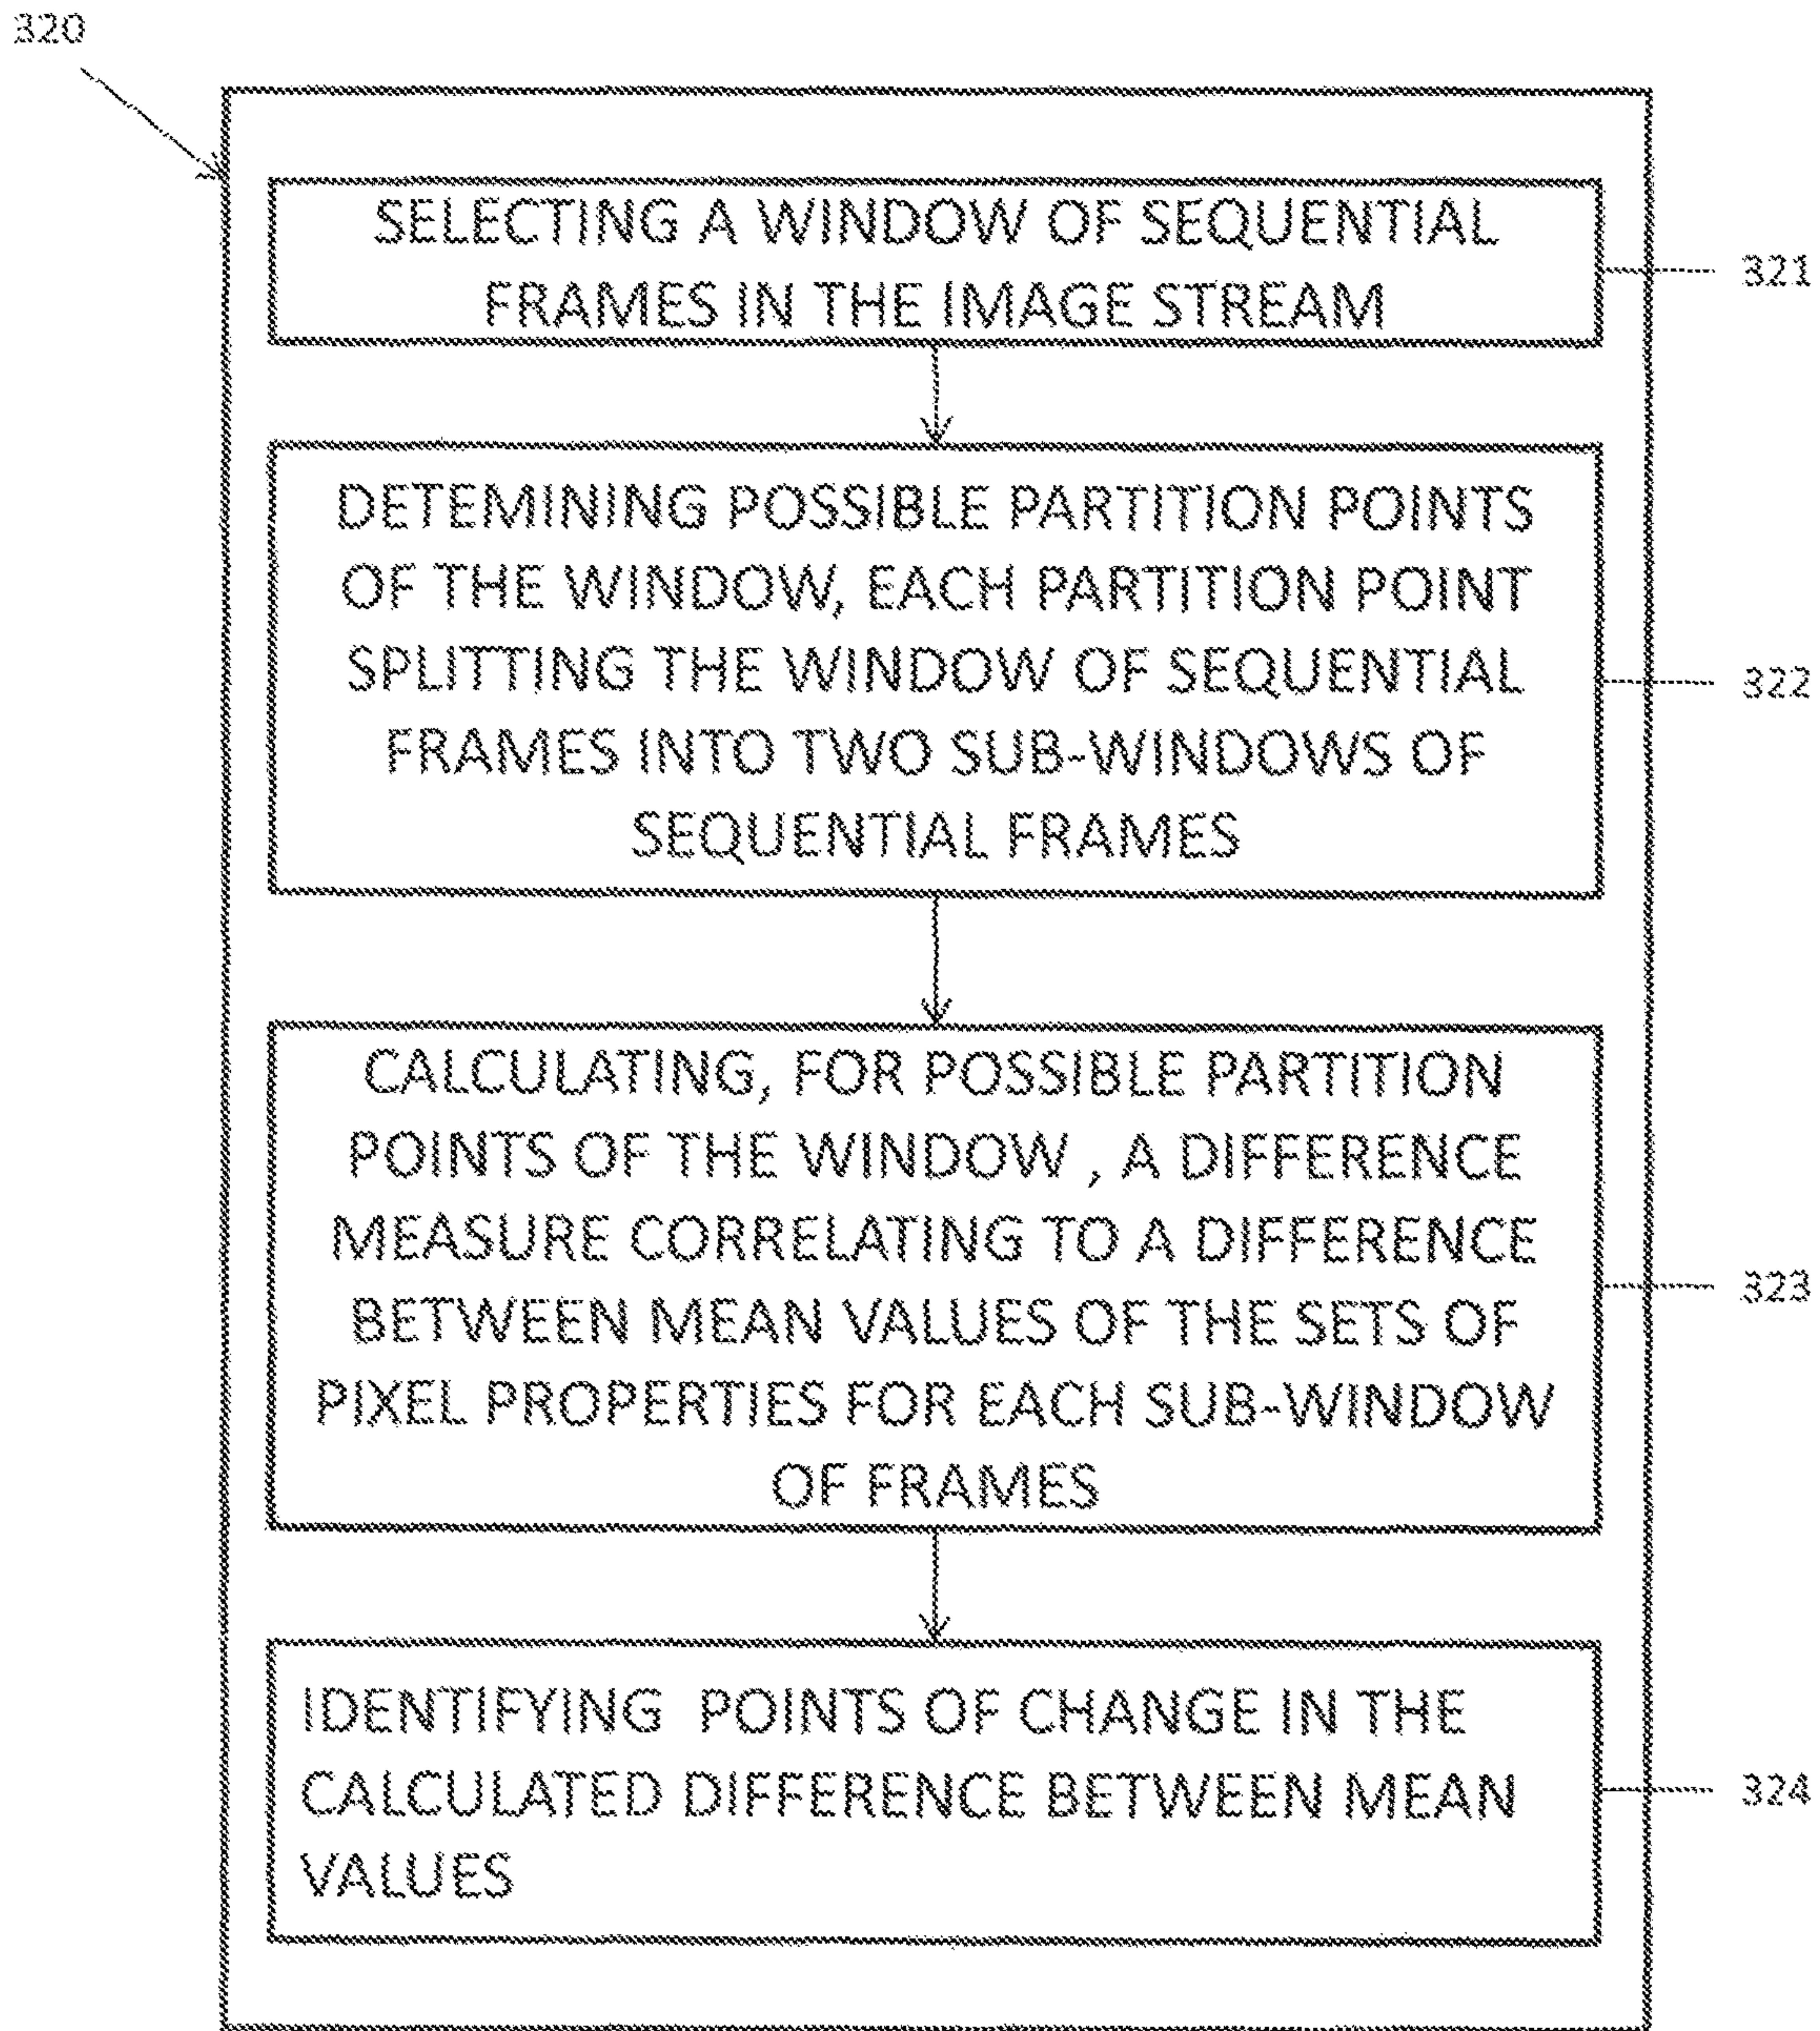 320
SELECTING A WINDOW OF SEQUENTIAL
FRAMES IN THE IMAGE STREAM
321
DETEMINING POSSIBLE PARTITION POINTS
OF THE WINDOW, EACH PARTITION POINT
SPLITTING THE WINDOW OF SEQUENTIAL
FRAMES INTO TWO SUB-WINDOWS OF
SEQUENTIAL FRAMES
322
CALCULATING, FOR POSSIBLE PARTITION
POINTS OF THE WINDOW , A DIFFERENCE
MEASURE CORRELATING TO A DIFFERENCE
BETWEEN MEAN VALUES OF THE SETS OF
PIXEL PROPERTIES FOR EACH SUB-WINDOW
OF FRAMES
323
IDENTIFYING POINTS OF CHANGE IN THE
CALCULATED DIFFERENCE BETWEEN MEAN
VALUES
324